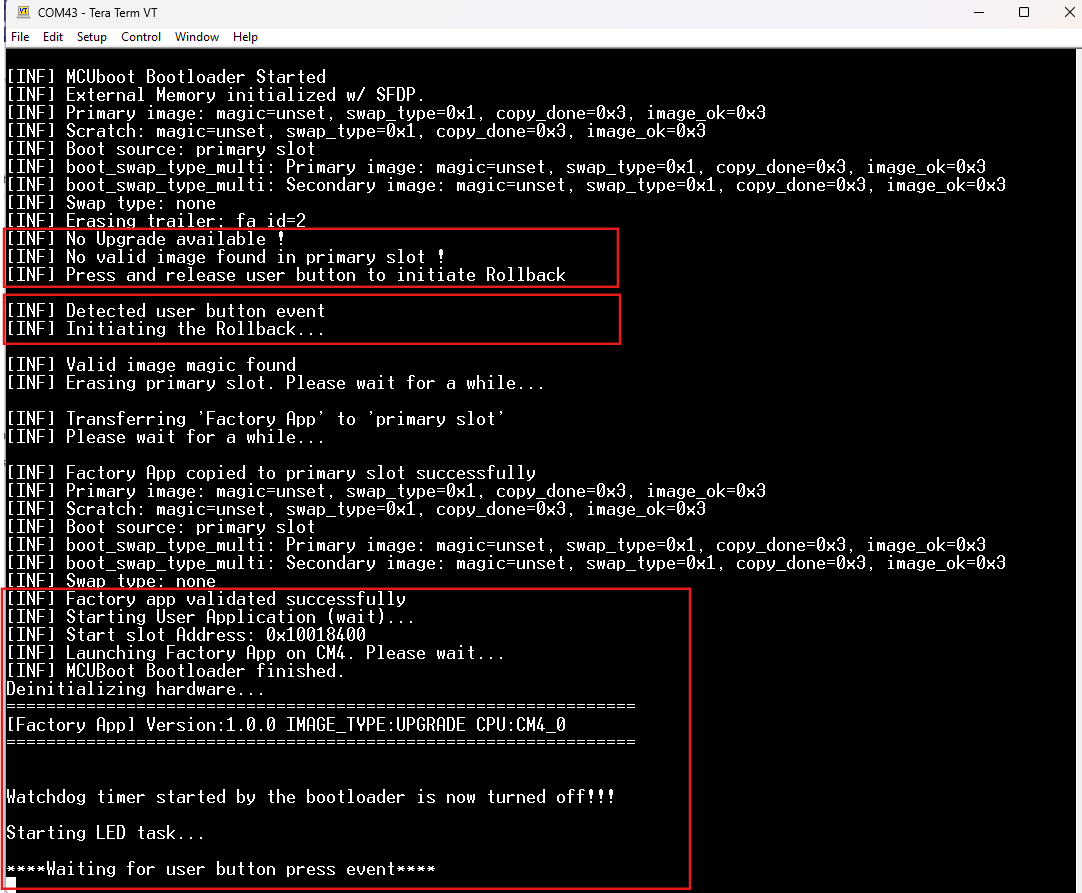 COM43 - Tera Term VT
File Edit Setup Control Window Help
[INF] MCUboot Bootloader Started
[INF] External Memory initialized w/ SFDP.
[INF] Primary image: magic=unset, swap_type=0x1, copy_done=0x3, image_ok=0x3
[INF] Scratch: magic=unset, swap_type=0x1, copy_done=0x3, image_ok=0x3
[INF] Boot source: primary slot
[INF] boot_swap_type_multi: Primary image: magic=unset, swap_type=0x1, copy_done=0x3, image_ok=0x3
[INF] boot_swap_type_multi: Secondary image: magic=unset, swap_type=0x1, copy_done=0x3, image_ok=0x3
[INF] Swap type: none
[INF] Erasing trailer: fa_id=2
[INF] No Upgrade available !
[INF] No valid image found in primary slot !
[INF] Press and release user button to initiate Rollback
[INF] Detected user button event
[INF] Initiating the Rollback...
[INF] Valid image magic found
[INF] Erasing primary slot. Please wait for a while...
[INF] Transferring 'Factory App' to 'primary slot'
[INF] Please wait for a while...
[INF] Factory App copied to primary slot successfully
[INF] Primary image: magic=unset, swap_type=0x1, copy_done=0x3, image_ok=0x3
[INF] Scratch: magic=unset, swap_type=0x1, copy_done=0x3, image_ok=0x3
[INF] Boot source: primary slot
[INF] boot_swap_type_multi: Primary image: magic=unset, swap_type=0x1, copy_done=0x3, image_ok=0x3
[INF] boot_swap_type_multi: Secondary image: magic=unset, swap_type=0x1, copy_done=0x3, image_ok=0x3
[INF] Swap type: none
[INF] Factory app validated successfully
[INF] Starting User Application (wait)...
[INF] Start slot Address: 0x10018400
[INF] Launching Factory App on CM4. Please wait...
[INF] MCUBoot Bootloader finished.
Deinitializing hardware...
===============================================================
[Factory App] Version:1.0.0 IMAGE_TYPE:UPGRADE CPU:CM4_0
===============================================================
Watchdog timer started by the bootloader is now turned off!!!
Starting LED task...
****Waiting for user button press event****